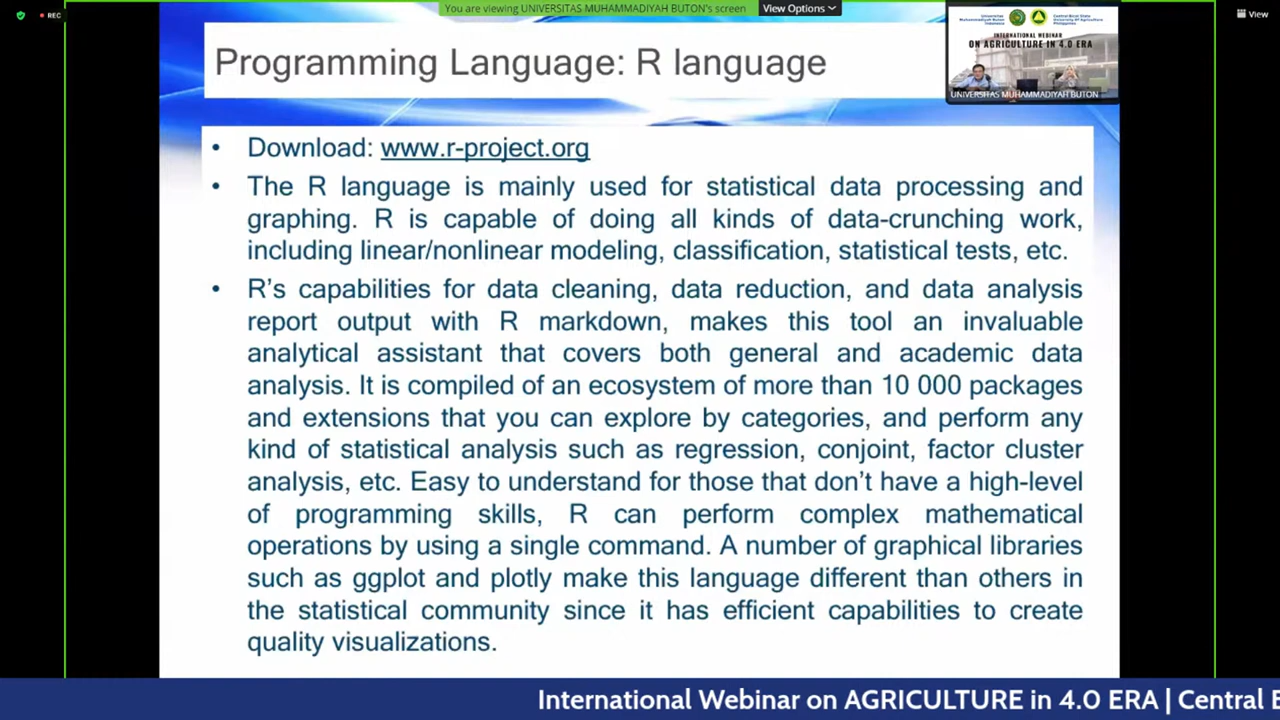 REC
You are viewing UNIVERSITAS MUHAMMADIYAH BUTON's screen
View Options
View
Programming Language: R language
INTERNATIONAL WEBINAR
ON AGRICULTURE IN 4.0 ERA
UNIVERSITAS MUHAMMADIYAH BUTON
• Download: www.r-project.org
• The R language is mainly used for statistical data processing and
graphing. R is capable of doing all kinds of data-crunching work,
including linear/nonlinear modeling, classification, statistical tests, etc.
• R’s capabilities for data cleaning, data reduction, and data analysis
report output with R markdown, makes this tool an invaluable
analytical assistant that covers both general and academic data
analysis. It is compiled of an ecosystem of more than 10 000 packages
and extensions that you can explore by categories, and perform any
kind of statistical analysis such as regression, conjoint, factor cluster
analysis, etc. Easy to understand for those that don’t have a high-level
of programming skills, R can perform complex mathematical
operations by using a single command. A number of graphical libraries
such as ggplot and plotly make this language different than others in
the statistical community since it has efficient capabilities to create
quality visualizations.
International Webinar on AGRICULTURE in 4.0 ERA | Central